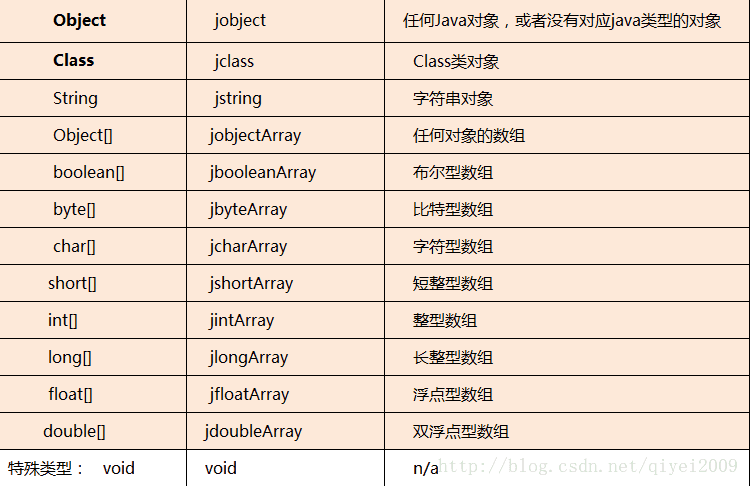 Object jobject 任何Java对象，或者没有对应java类型的对象
Class jclass Class类对象
String jstring 字符串对象
Object[] jobjectArray 任何对象的数组
boolean[] jbooleanArray 布尔型数组
byte[] jbyteArray 比特型数组
char[] jcharArray 字符型数组
short[] jshortArray 短整型数组
int[] jintArray 整型数组
long[] jlongArray 长整型数组
float[] jfloatArray 浮点型数组
double[] jdoubleArray 双浮点型数组
特殊类型： void void n/a
http://blog.csdn.net/qiyei2009